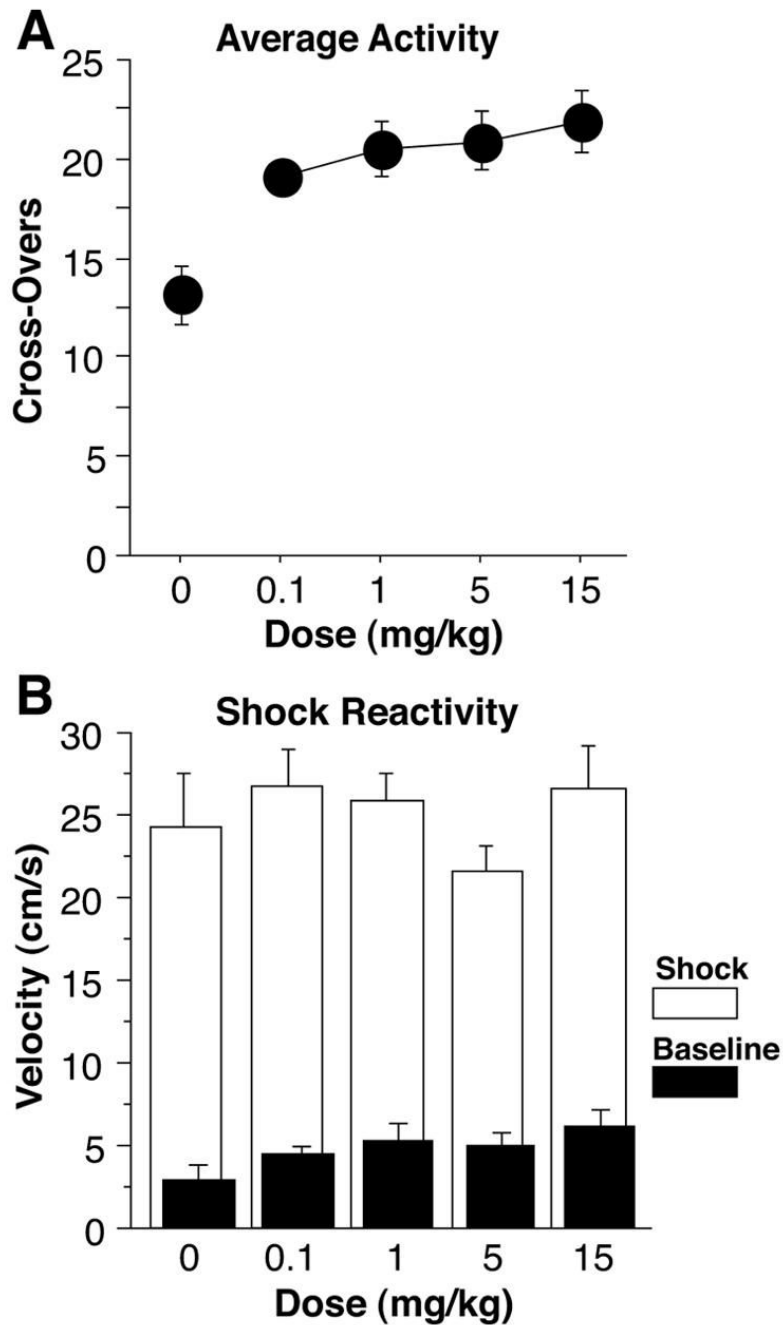 A
Average Activity
25
20
15
10
5
0
Cross-Overs
0 0.1 1 5 15
Dose (mg/kg)
B
Shock Reactivity
30
25
20
15
10
5
0
Velocity (cm/s)
Shock
Baseline
0 0.1 1 5 15
Dose (mg/kg)